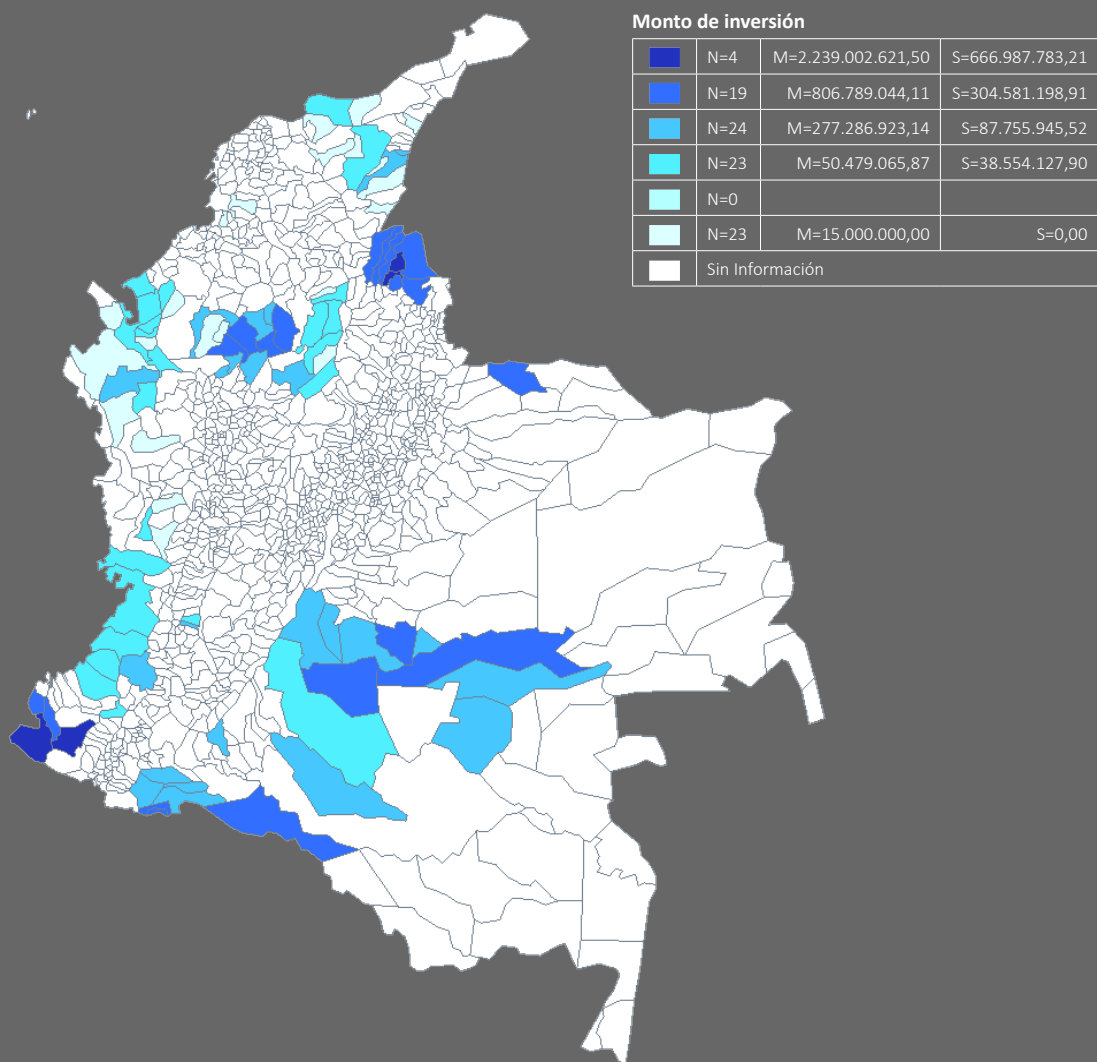 Monto de inversión
N=4 M=2.239.002.621,50 S=666.987.783,21
N=19 M=806.789.044,11 S=304.581.198,91
N=24 M=277.286.923,14 S=87.755.945,52
N=23 M=50.479.065,87 S=38.554.127,90
N=0
N=23 M=15.000.000,00 S=0,00
Sin Información